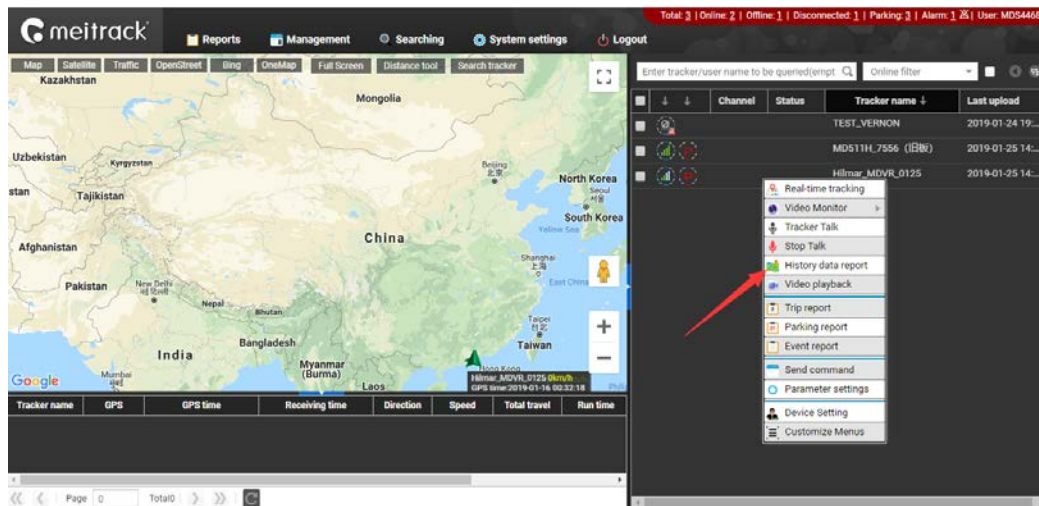 Total: 3 | Online: 2 | Offline: 1 | Disconnected: 1 | Parking: 3 | Alarm: 1 | User: MDS4468
meitrack
Reports Management Searching System settings Logout
Map Satellite Traffic OpenStreet Bing OneMap Full Screen Distance tool Search tracker
Enter tracker/user name to be queried(empt Online filter
Kazakhstan
Mongolia
Channel Status Tracker name ↓ Last upload
TEST_VERNON 2019-01-24 19:...
MD511H_7556 (旧版) 2019-01-25 14:...
Hilmar_MDVR_0125 2019-01-25 14:...
Uzbekistan
Kyrgyzstan
Beijing
北京
North Korea
Seoul
서울
stan
Tajikistan
South Korea
Yellow Sea
China
Afghanistan
Shanghai
上海
East China
Pakistan
New Delhi
Nepal
Bhutan
Taipei
Taiwan
Bangladesh
India
Myanmar
(Burma)
Mumbai
Hong Kong
Laos
Google
Hilmar_MDVR_0125 0km/h
GPS time:2019-01-16 00:32:18
Phili
Real-time tracking
Video Monitor
Tracker Talk
Stop Talk
History data report
Video playback
Trip report
Parking report
Event report
Send command
Parameter settings
Device Setting
Customize Menus
Tracker name GPS GPS time Receiving time Direction Speed Total travel Run time
Page 0 Total0